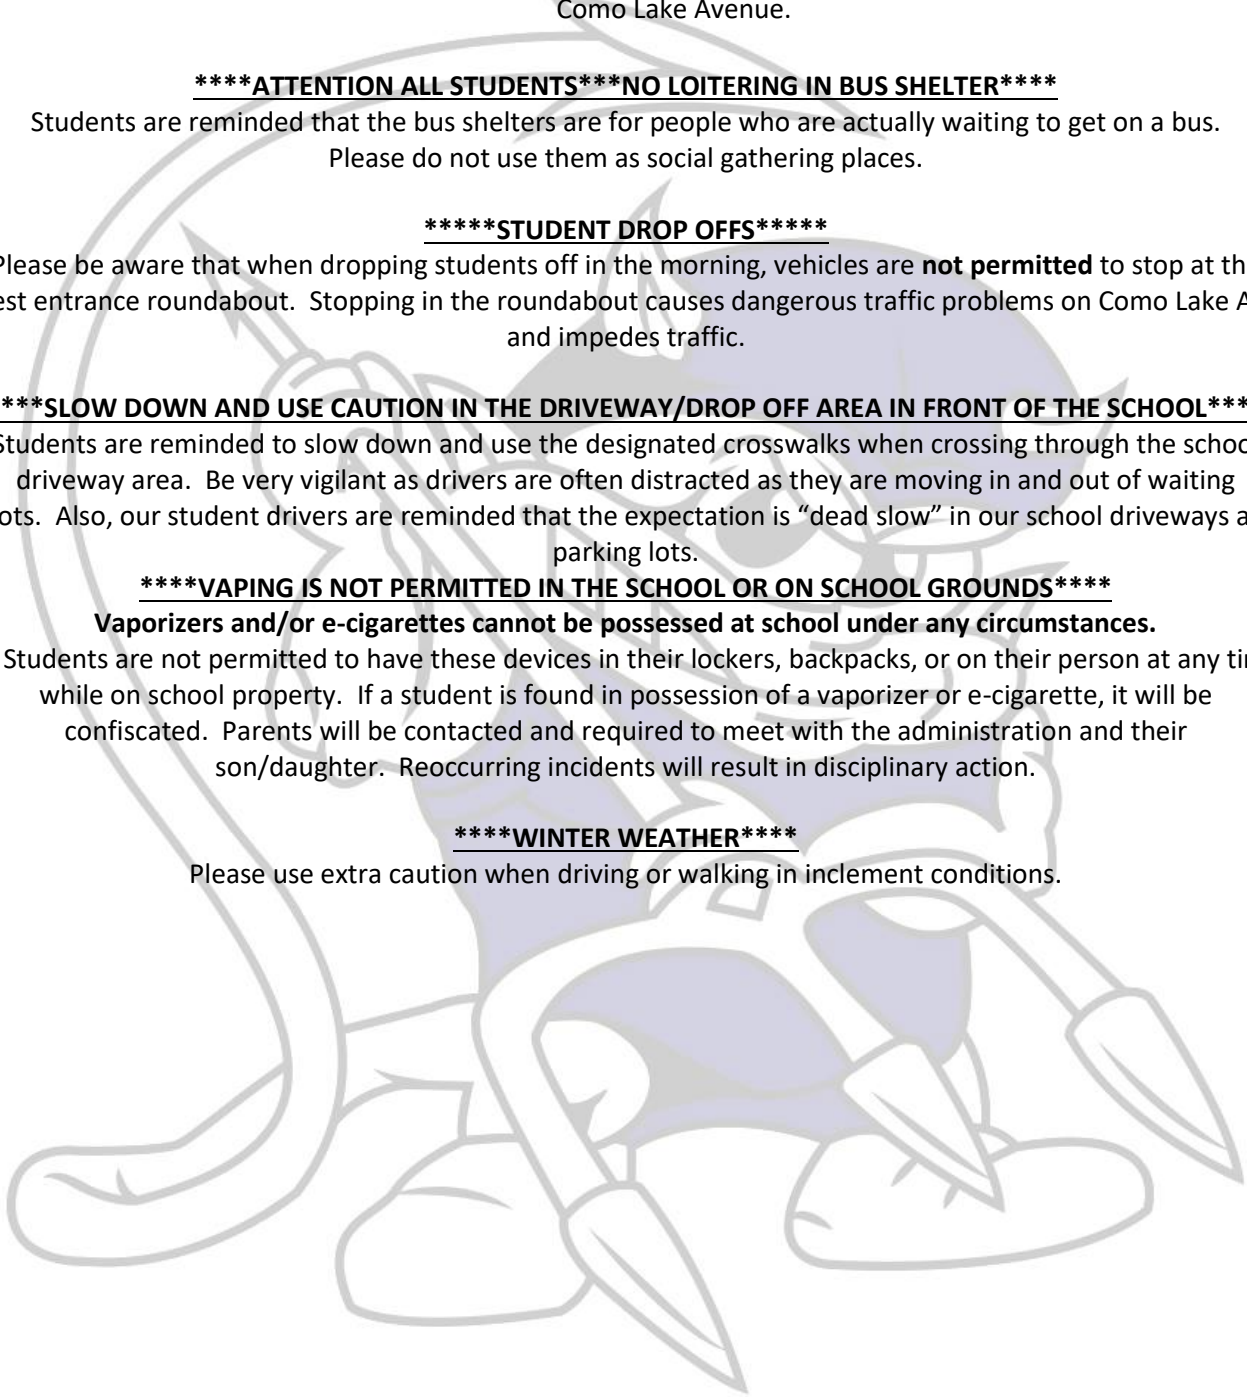 Como Lake Avenue.
****ATTENTION ALL STUDENTS***NO LOITERING IN BUS SHELTER****
Students are reminded that the bus shelters are for people who are actually waiting to get on a bus.
Please do not use them as social gathering places.
*****STUDENT DROP OFFS*****
Please be aware that when dropping students off in the morning, vehicles are not permitted to stop at th
est entrance roundabout.  Stopping in the roundabout causes dangerous traffic problems on Como Lake A
and impedes traffic.
***SLOW DOWN AND USE CAUTION IN THE DRIVEWAY/DROP OFF AREA IN FRONT OF THE SCHOOL***
Students are reminded to slow down and use the designated crosswalks when crossing through the schoo
driveway area.  Be very vigilant as drivers are often distracted as they are moving in and out of waiting
ots.  Also, our student drivers are reminded that the expectation is “dead slow” in our school driveways a
parking lots.
****VAPING IS NOT PERMITTED IN THE SCHOOL OR ON SCHOOL GROUNDS****
Vaporizers and/or e-cigarettes cannot be possessed at school under any circumstances.
Students are not permitted to have these devices in their lockers, backpacks, or on their person at any ti
while on school property.  If a student is found in possession of a vaporizer or e-cigarette, it will be
confiscated.  Parents will be contacted and required to meet with the administration and their
son/daughter.  Reoccurring incidents will result in disciplinary action.
****WINTER WEATHER****
Please use extra caution when driving or walking in inclement conditions.